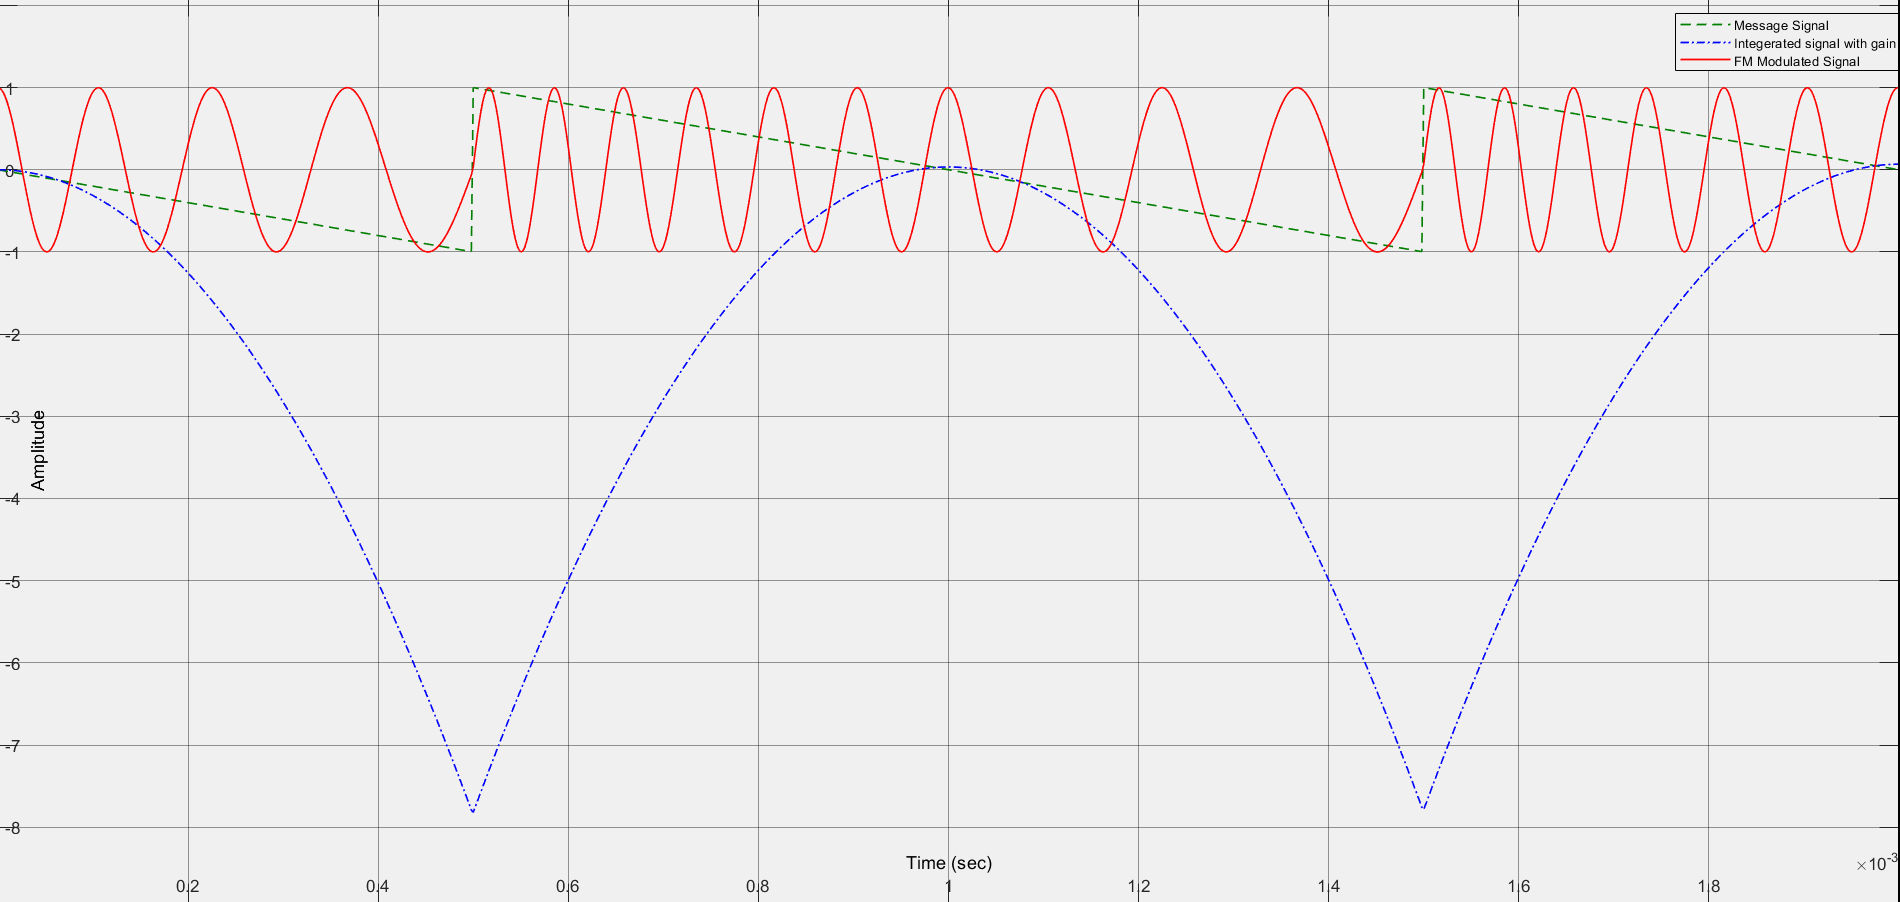 Message Signal
Integerated signal with gain
FM Modulated Signal
1
0
-1
-2
-3
-4
-5
-6
-7
-8
Amplitude
Time (sec)
×10-3
0.2 0.4 0.6 0.8 1 1.2 1.4 1.6 1.8